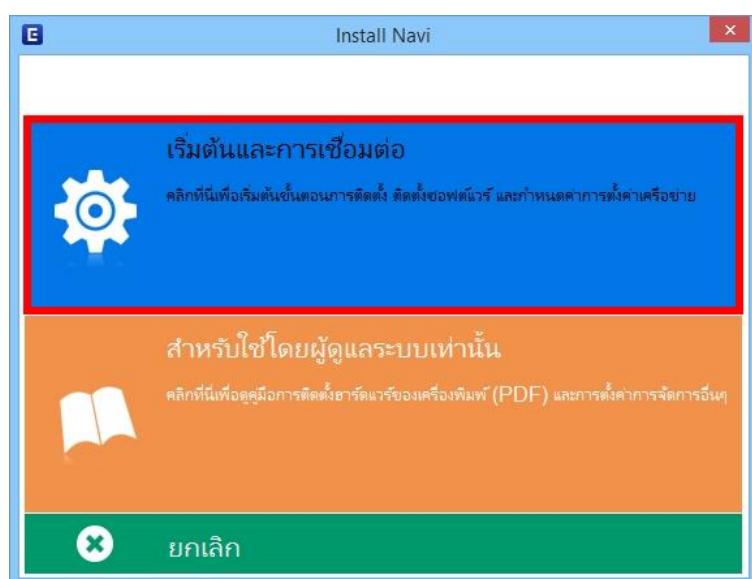 E
Install Navi
เริ่มต้นและการเชื่อมต่อ
คลิกที่นี่เพื่อเริ่มต้นขั้นตอนการติดตั้ง ติดตั้งซอฟต์แวร์ และกำหนดค่าการตั้งค่าเครือข่าย
สำหรับใช้โดยผู้ดูแลระบบเท่านั้น
คลิกที่นี่เพื่อดูคู่มือการติดตั้งฮาร์ดแวร์ของเครื่องพิมพ์ (PDF) และการตั้งค่าการจัดการอื่นๆ
ยกเลิก